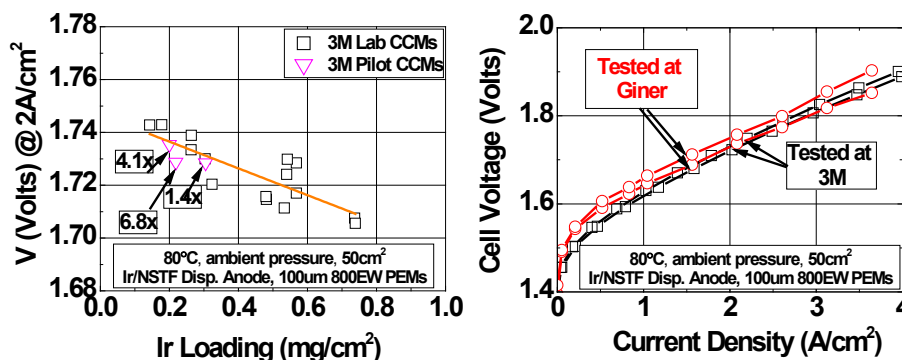 1.78
1.76
1.74
1.72
1.70
1.68
V (Volts) @ 2A/cm²
3M Lab CCMs
3M Pilot CCMs
4.1x
6.8x
1.4x
80ºC, ambient pressure, 50cm²
Ir/NSTF Disp. Anode, 100um 800EW PEMs
0.0 0.2 0.4 0.6 0.8 1.0
Ir Loading (mg/cm²)
2.0
1.8
1.6
1.4
Cell Voltage (Volts)
Tested at
Giner
Tested at
3M
80ºC, ambient pressure, 50cm²
Ir/NSTF Disp. Anode, 100um 800EW PEMs
0 1 2 3 4
Current Density (A/cm²)